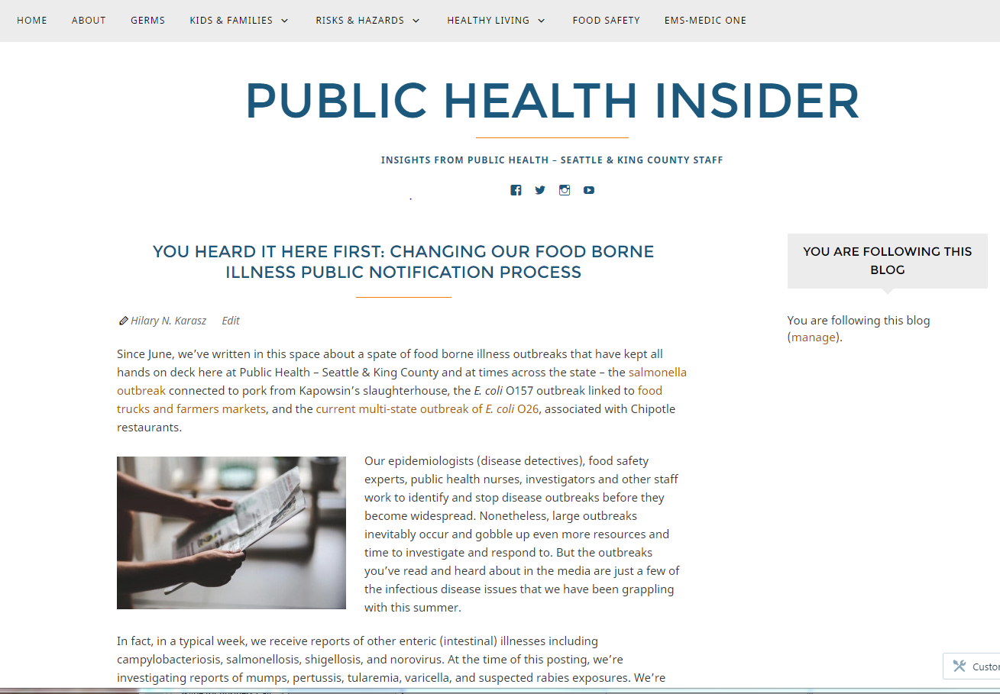 HOME ABOUT GERMS KIDS & FAMILIES RISKS & HAZARDS HEALTHY LIVING FOOD SAFETY EMS-MEDIC ONE
PUBLIC HEALTH INSIDER
INSIGHTS FROM PUBLIC HEALTH – SEATTLE & KING COUNTY STAFF
YOU HEARD IT HERE FIRST: CHANGING OUR FOOD BORNE
ILLNESS PUBLIC NOTIFICATION PROCESS
Hilary N. Karasz Edit
Since June, we’ve written in this space about a spate of food borne illness outbreaks that have kept all
hands on deck here at Public Health – Seattle & King County and at times across the state – the salmonella
outbreak connected to pork from Kapowsin’s slaughterhouse, the E. coli O157 outbreak linked to food
trucks and farmers markets, and the current multi-state outbreak of E. coli O26, associated with Chipotle
restaurants.
Our epidemiologists (disease detectives), food safety
experts, public health nurses, investigators and other staff
work to identify and stop disease outbreaks before they
become widespread. Nonetheless, large outbreaks
inevitably occur and gobble up even more resources and
time to investigate and respond to. But the outbreaks
you’ve read and heard about in the media are just a few of
the infectious disease issues that we have been grappling
with this summer.
In fact, in a typical week, we receive reports of other enteric (intestinal) illnesses including
campylobacteriosis, salmonellosis, shigellosis, and norovirus. At the time of this posting, we’re
investigating reports of mumps, pertussis, tularemia, varicella, and suspected rabies exposures. We’re
YOU ARE FOLLOWING THIS
BLOG
You are following this blog
(manage).
Custor